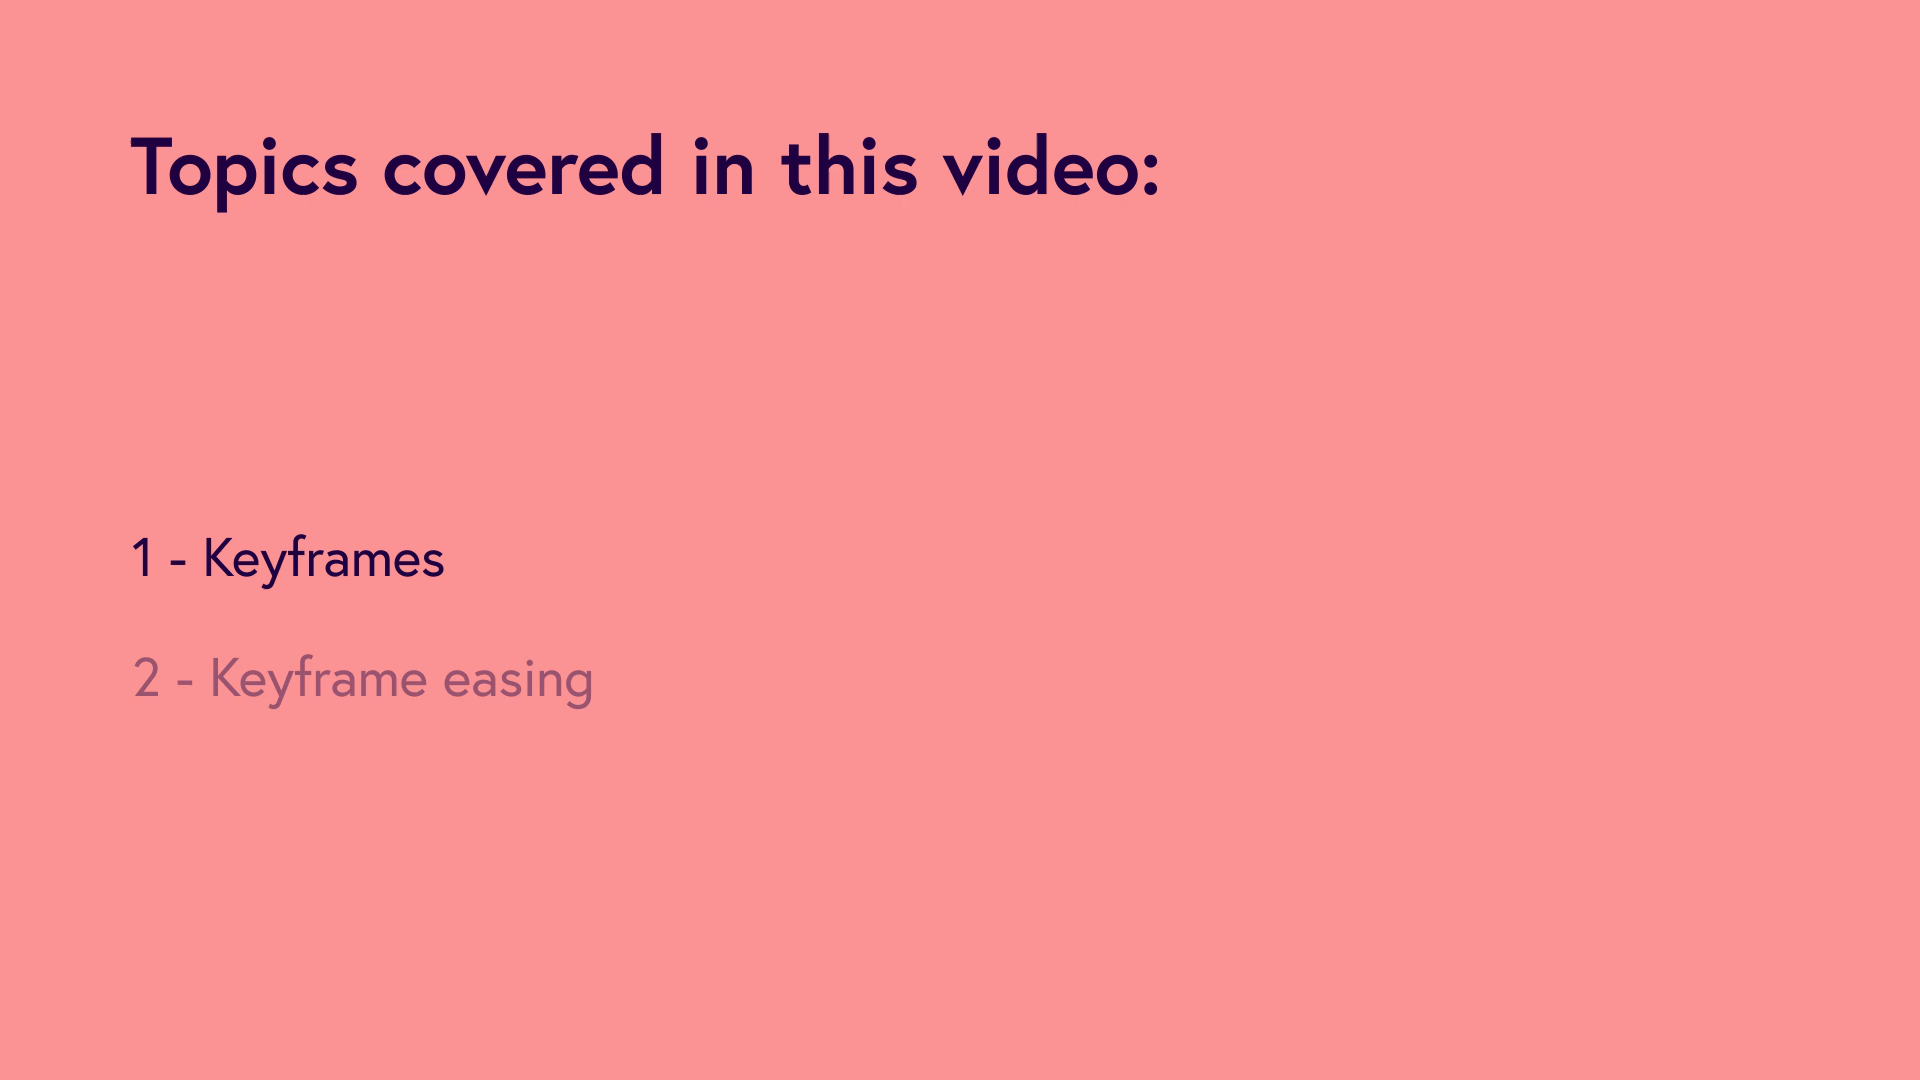 Topics covered in this video:
1 - Keyframes
2 - Keyframe easing